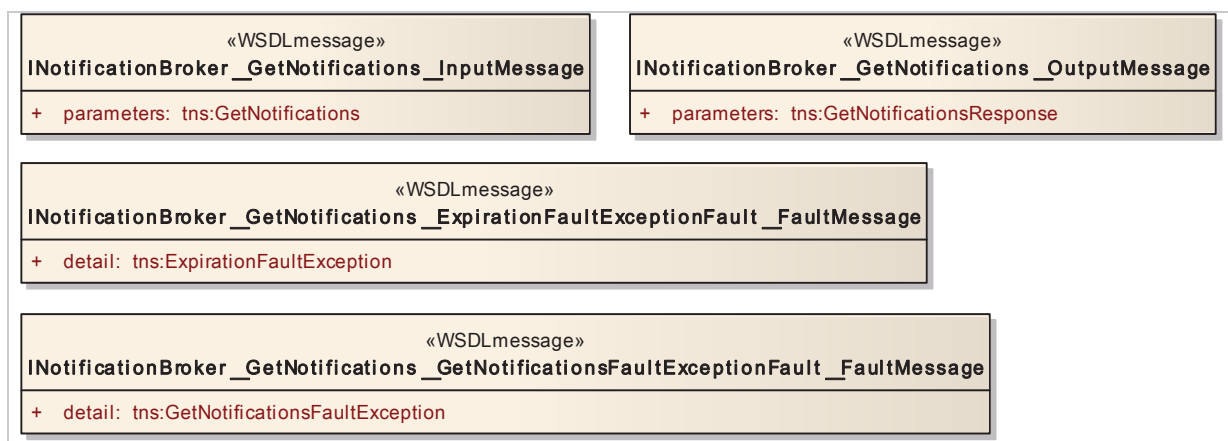 «WSDLmessage»
INotificationBroker_GetNotifications_InputMessage
+ parameters: tns:GetNotifications
«WSDLmessage»
INotificationBroker_GetNotifications_OutputMessage
+ parameters: tns:GetNotificationsResponse
«WSDLmessage»
INotificationBroker_GetNotifications_ExpirationFaultExceptionFault_FaultMessage
+ detail: tns:ExpirationFaultException
«WSDLmessage»
INotificationBroker_GetNotifications_GetNotificationsFaultExceptionFault_FaultMessage
+ detail: tns:GetNotificationsFaultException